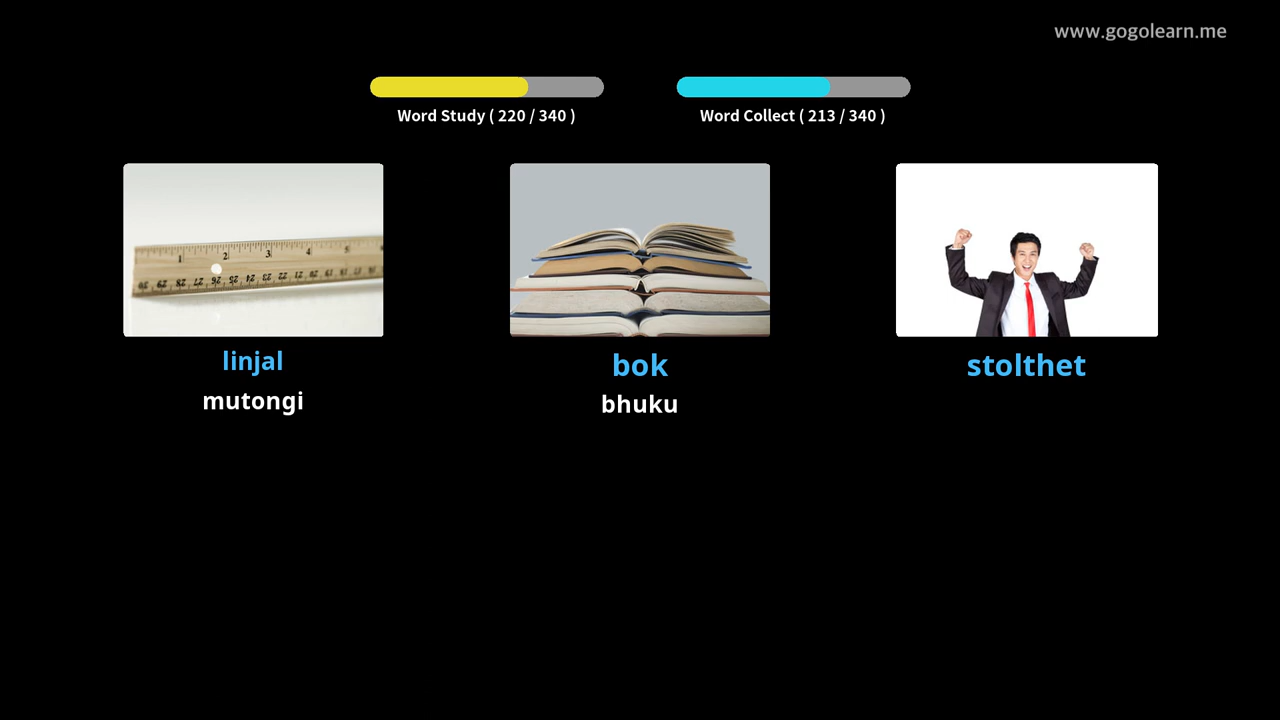 www.gogolearn.me
Word Study ( 220 / 340 )
Word Collect ( 213 / 340 )
linjal
mutongi
bok
bhuku
stolthet